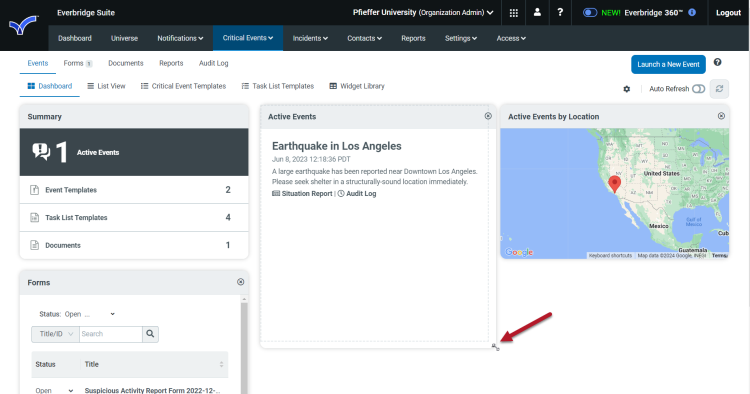 Everbridge Suite
Pfieffer University (Organization Admin)
?
NEW! Everbridge 360™
Logout
Dashboard Universe Notifications Critical Events Incidents Contacts Reports Settings Access
Events Forms 5 Documents Reports Audit Log
Launch a New Event
?
Dashboard List View Critical Event Templates Task List Templates Widget Library
Auto Refresh
Summary
1 Active Events
Event Templates 2
Task List Templates 4
Documents 1
Forms
Status: Open ...
Title/ID Search
Status Title
Open Suspicious Activity Report Form 2022-12-...
Active Events
Earthquake in Los Angeles
Jun 8, 2023 12:18:36 PDT
A large earthquake has been reported near Downtown Los Angeles.
Please seek shelter in a structurally-sound location immediately.
Situation Report | Audit Log
Active Events by Location
United States
Mexico
Gulf of
Mexico
Cub
Guatemala
Google
Keyboard shortcuts Map data ©2024 Google, INEGI Terms